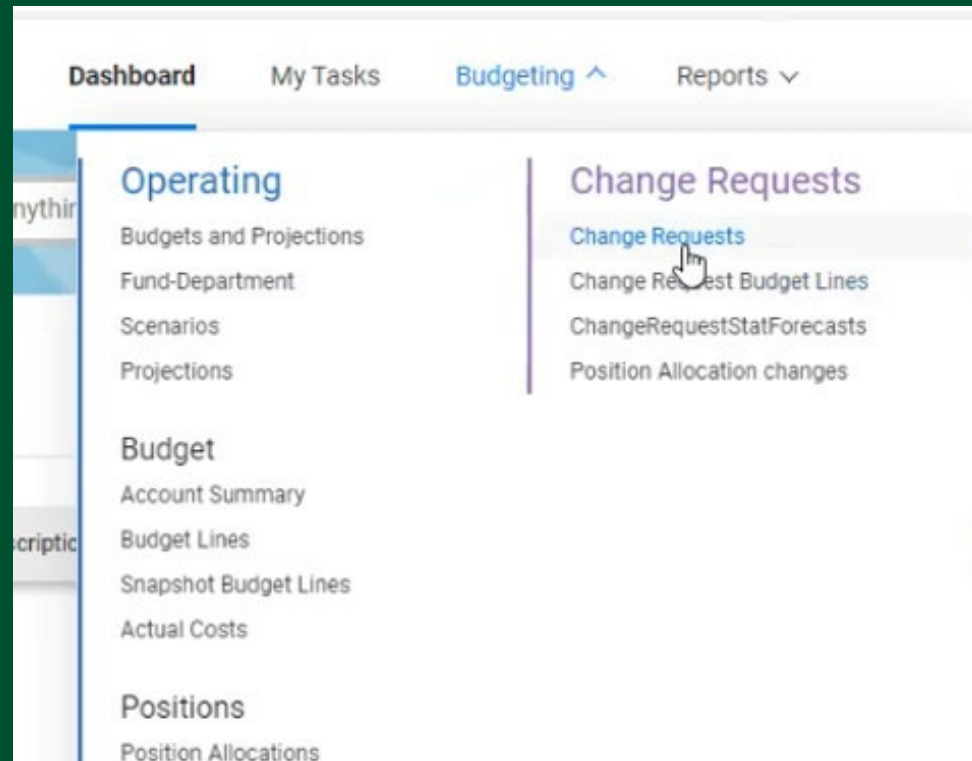 Dashboard My Tasks Budgeting Reports
Operating
Budgets and Projections
Fund-Department
Scenarios
Projections
Budget
Account Summary
Budget Lines
Snapshot Budget Lines
Actual Costs
Positions
Position Allocations
Change Requests
Change Requests
Change Request Budget Lines
ChangeRequestStatForecasts
Position Allocation changes
nythin
scriptic